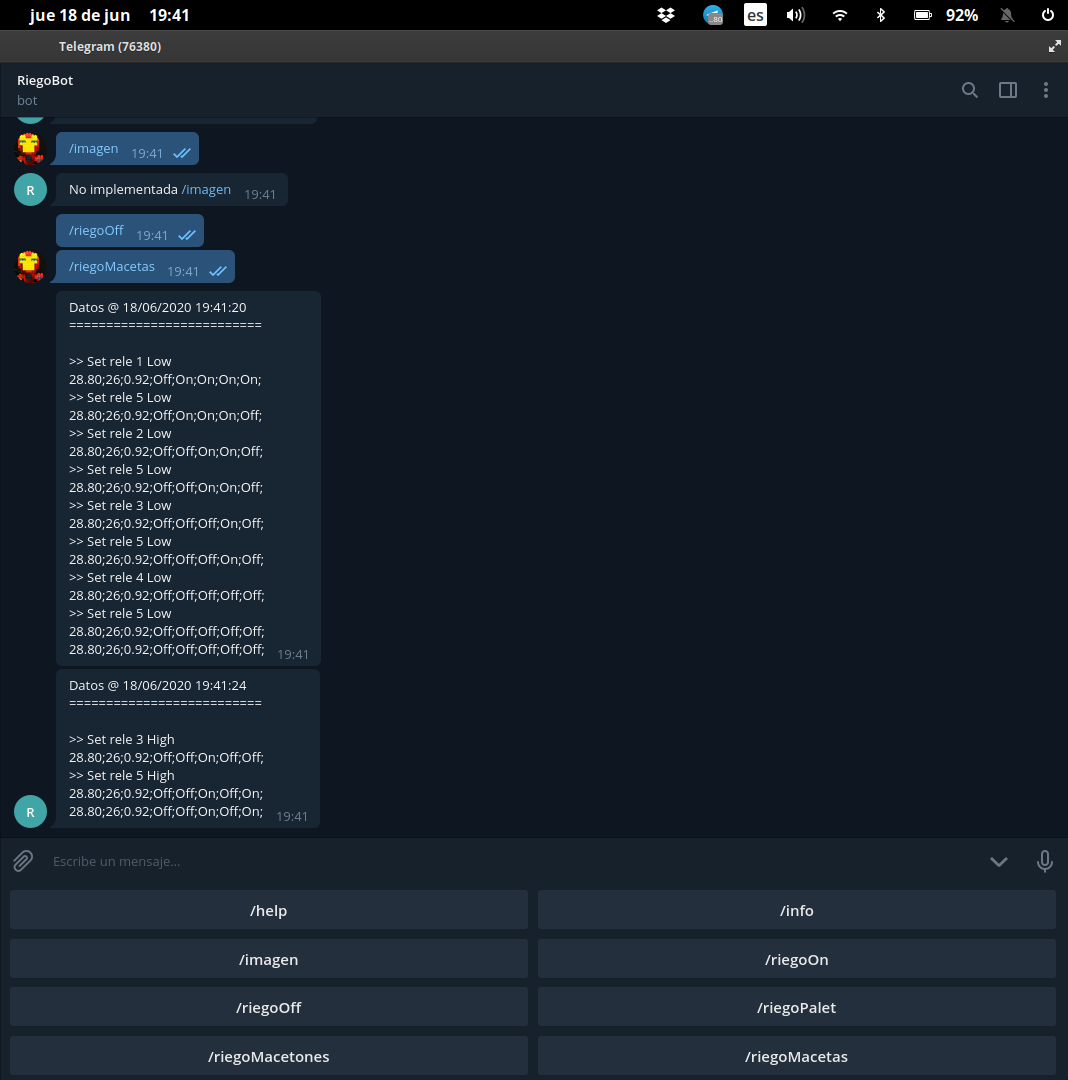 jue 18 de jun 19:41
80
es
92%
Telegram (76380)
RiegoBot
bot
/imagen 19:41
R
No implementada /imagen 19:41
/riegoOff 19:41
/riegoMacetas 19:41
Datos @ 18/06/2020 19:41:20
==========================
>> Set rele 1 Low
28.80;26;0.92;Off;On;On;On;On;
>> Set rele 5 Low
28.80;26;0.92;Off;On;On;On;Off;
>> Set rele 2 Low
28.80;26;0.92;Off;Off;On;On;Off;
>> Set rele 5 Low
28.80;26;0.92;Off;Off;On;On;Off;
>> Set rele 3 Low
28.80;26;0.92;Off;Off;Off;On;Off;
>> Set rele 5 Low
28.80;26;0.92;Off;Off;Off;On;Off;
>> Set rele 4 Low
28.80;26;0.92;Off;Off;Off;Off;Off;
>> Set rele 5 Low
28.80;26;0.92;Off;Off;Off;Off;Off;
28.80;26;0.92;Off;Off;Off;Off;Off; 19:41
Datos @ 18/06/2020 19:41:24
==========================
>> Set rele 3 High
28.80;26;0.92;Off;Off;On;Off;Off;
>> Set rele 5 High
28.80;26;0.92;Off;Off;On;Off;On;
28.80;26;0.92;Off;Off;On;Off;On; 19:41
R
Escribe un mensaje...
/help
/info
/imagen
/riegoOn
/riegoOff
/riegoPalet
/riegoMacetones
/riegoMacetas